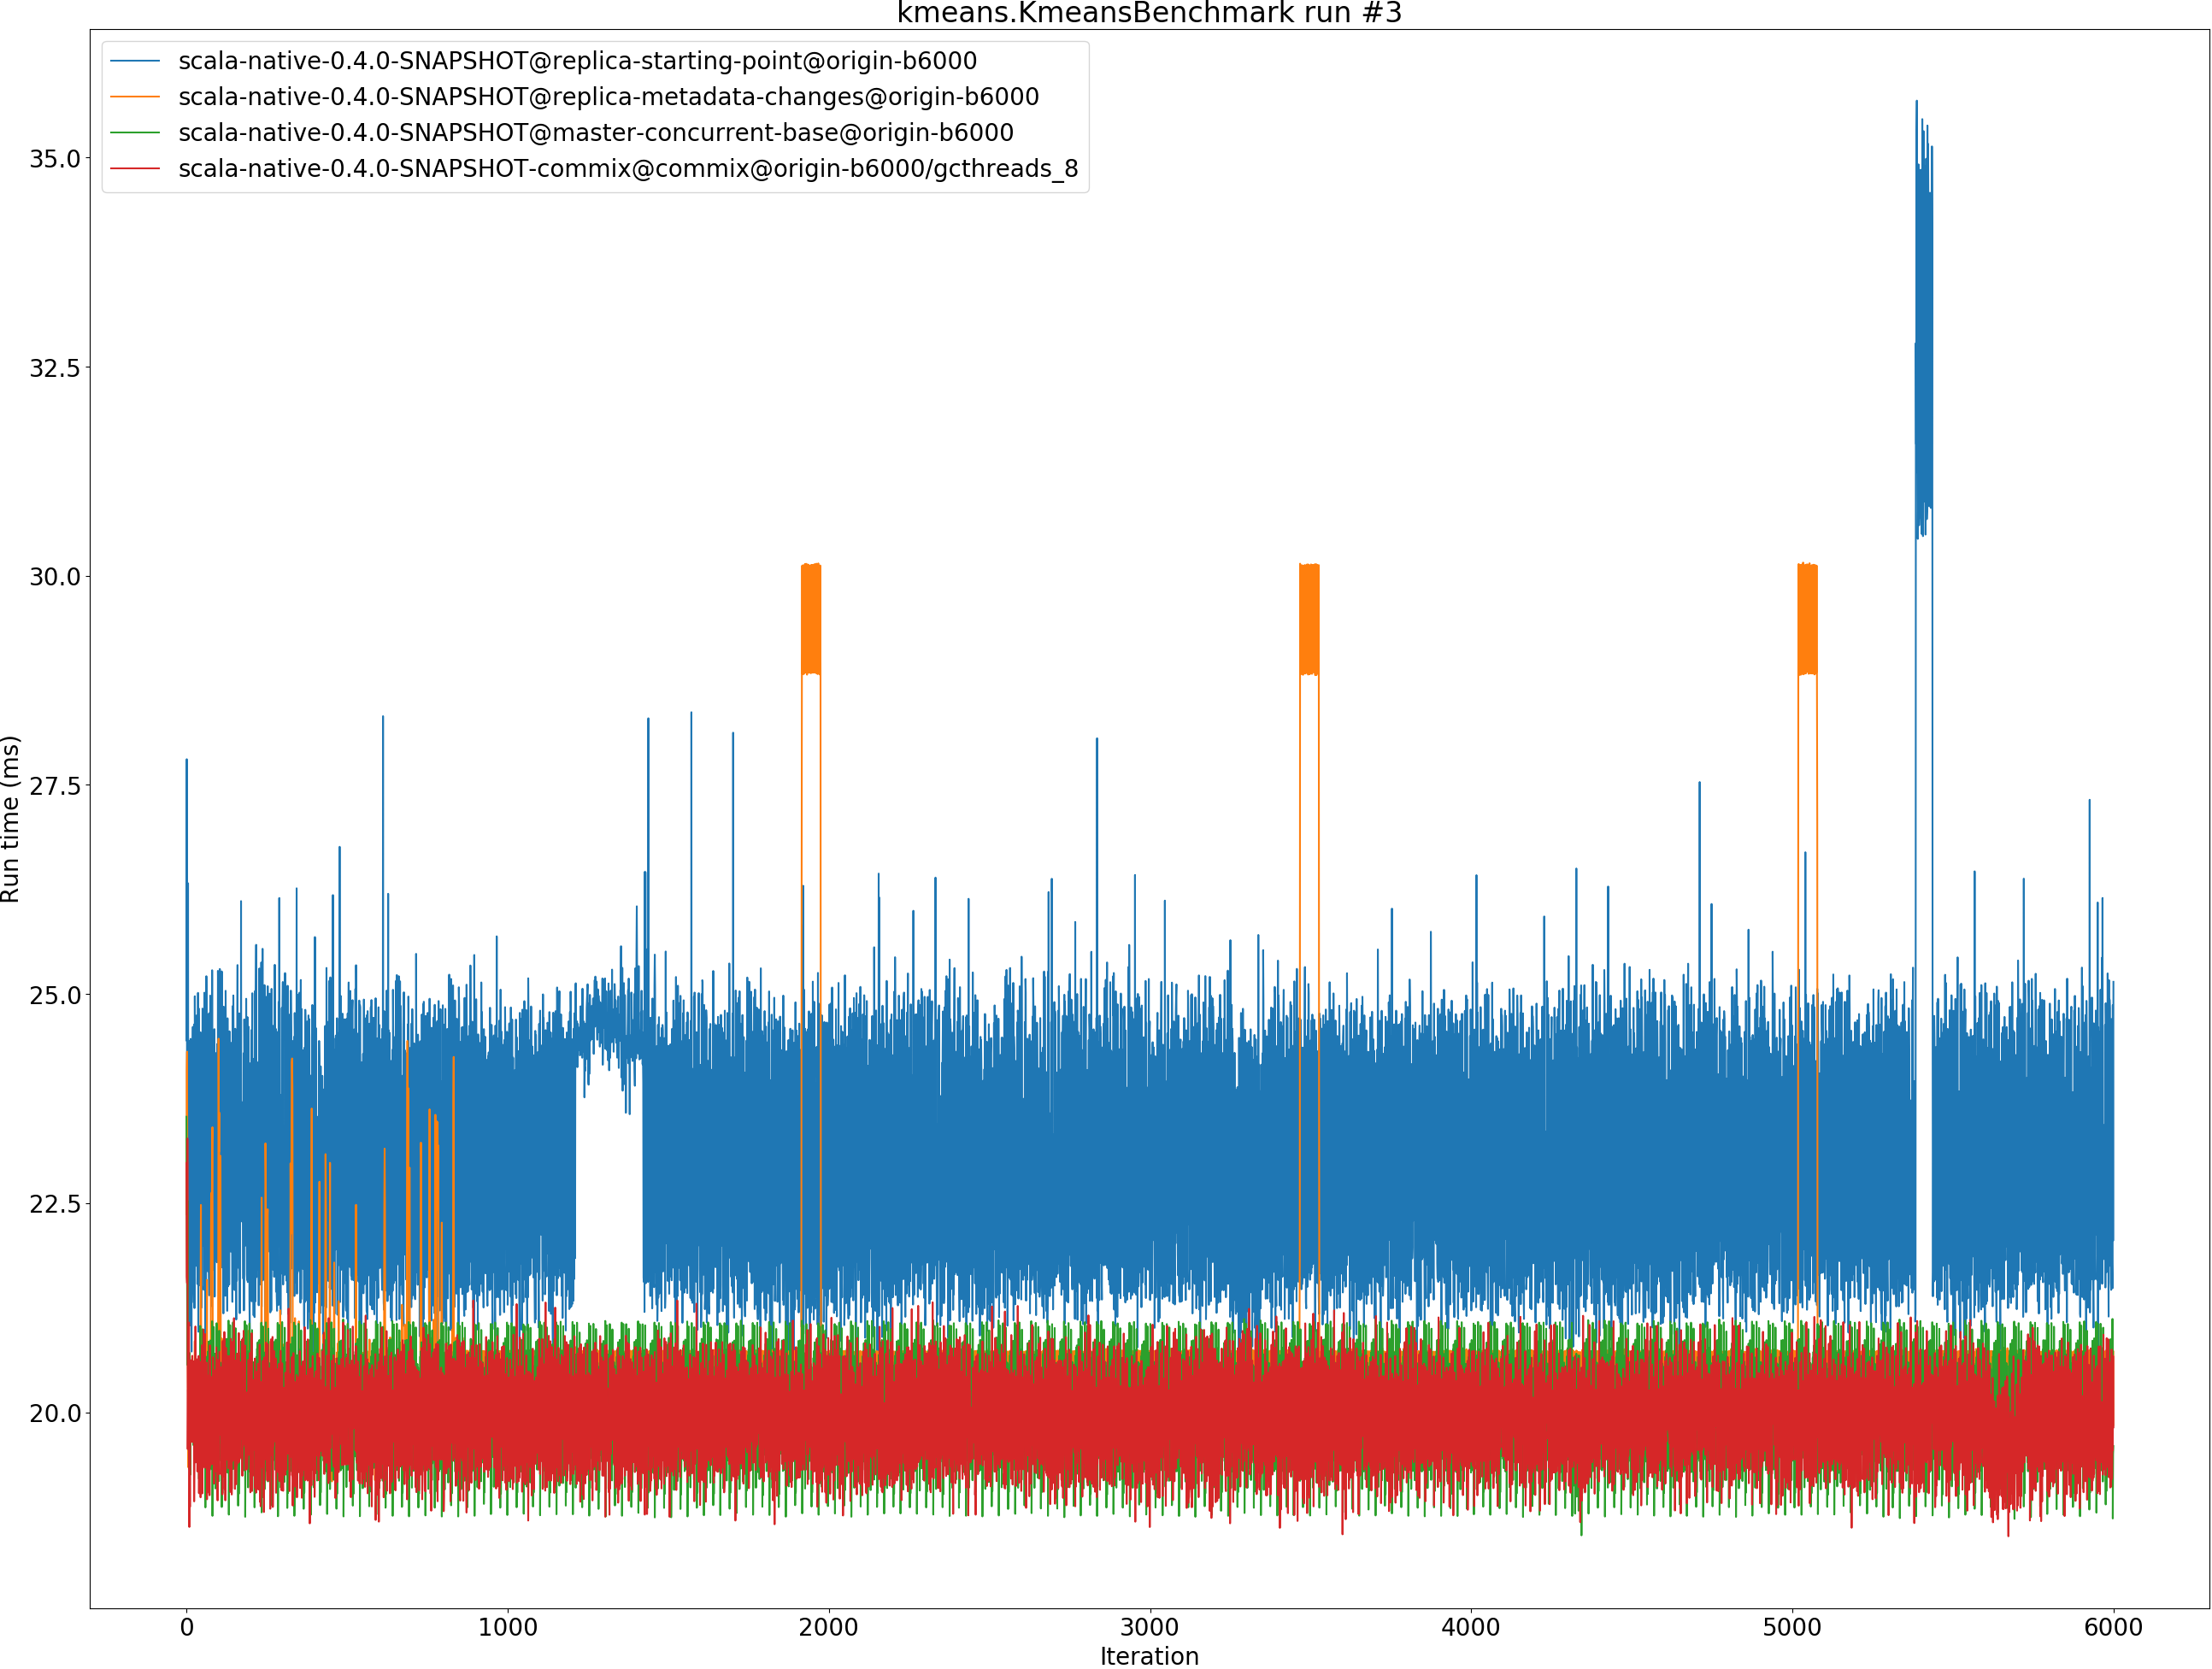 kmeans.KmeansBenchmark run #3
scala-native-0.4.0-SNAPSHOT@replica-starting-point@origin-b6000
scala-native-0.4.0-SNAPSHOT@replica-metadata-changes@origin-b6000
scala-native-0.4.0-SNAPSHOT@master-concurrent-base@origin-b6000
scala-native-0.4.0-SNAPSHOT-commix@commix@origin-b6000/gcthreads_8
35.0
32.5
30.0
27.5
25.0
22.5
20.0
Run time (ms)
0 1000 2000 3000 4000 5000 6000
Iteration